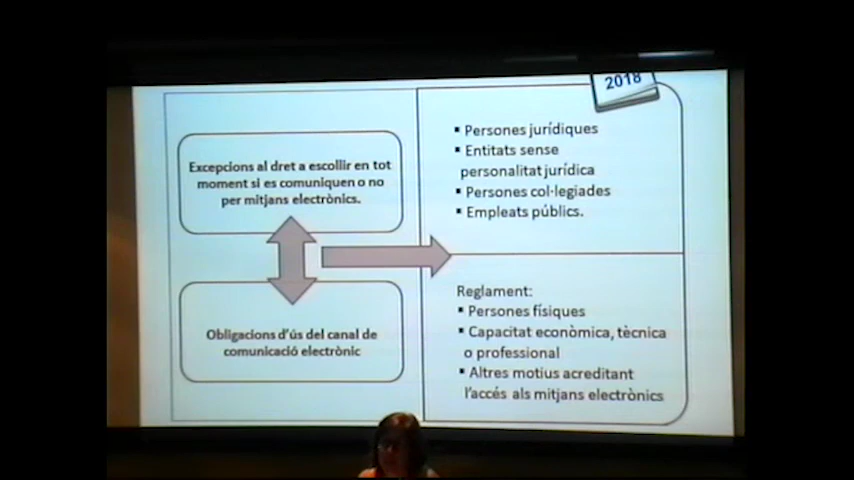 2018
Excepcions al dret a escollir en tot
moment si es comuniquen o no
per mitjans electrònics.
Obligacions d'ús del canal de
comunicació electrònic
▪ Persones jurídiques
▪ Entitats sense
personalitat jurídica
▪ Persones col·legiades
▪ Empleats públics.
Reglament:
▪ Persones físiques
▪ Capacitat econòmica, tècnica
o professional
▪ Altres motius acreditant
l'accés als mitjans electrònics